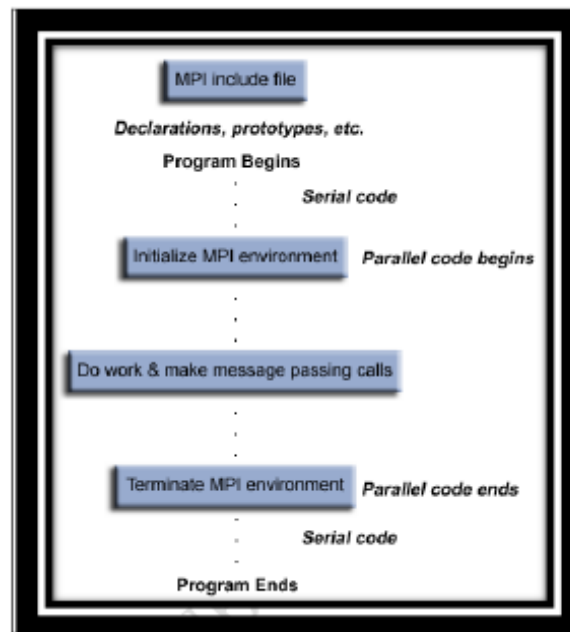 MPI include file
Declarations, prototypes, etc.
Program Begins
Serial code
Initialize MPI environment
Parallel code begins
Do work & make message passing calls
Terminate MPI environment
Parallel code ends
Serial code
Program Ends